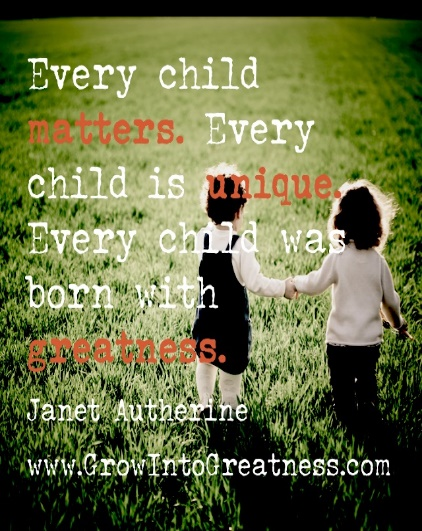 Every child
matters. Every
child is unique.
Every child was
born with
greatness.
Janet Autherine
www.GrowIntoGreatness.com